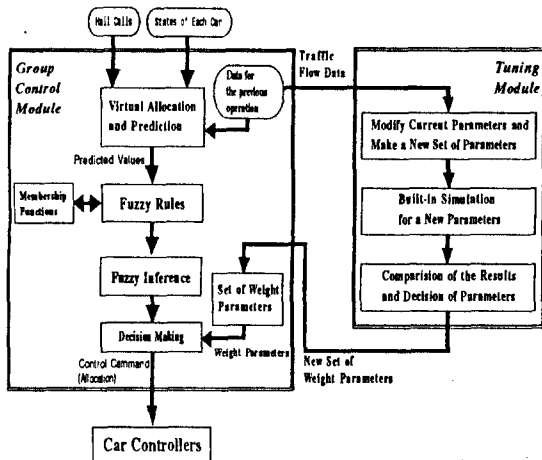 Hall Calls
States of Each Car
Group
Control
Module
Data for
the previous
operation
Traffic
Flow Data
Tuning
Module
Virtual Allocation
and Prediction
Modify Current Parameters and
Make a New Set of Parameters
Predicted Values
Membership
Functions
Fuzzy Rules
Built-in Simulation
for a New Parameters
Fuzzy Inference
Set of Weight
Parameters
Comparision of the Results
and Decision of Parameters
Decision Making
Weight Parameters
Control Command
(Allocation)
New Set of
Weight Parameters
Car Controllers